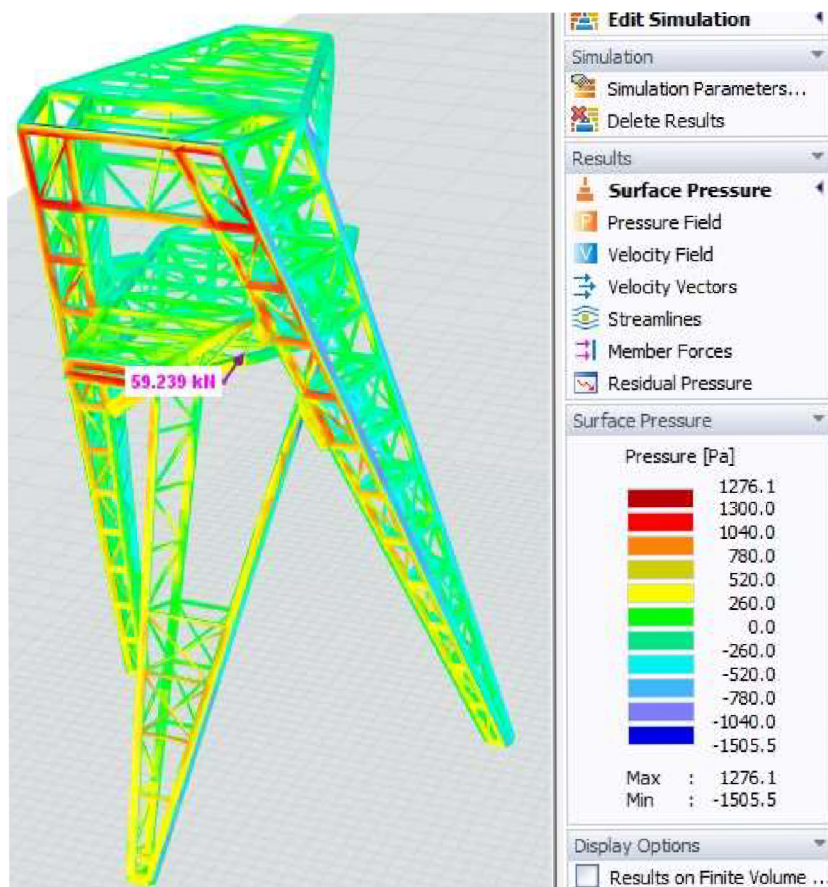 Edit Simulation
Simulation
Simulation Parameters...
Delete Results
Results
Surface Pressure
Pressure Field
Velocity Field
Velocity Vectors
Streamlines
Member Forces
Residual Pressure
59.239 kN
Surface Pressure
Pressure [Pa]
1276.1
1300.0
1040.0
780.0
520.0
260.0
0.0
-260.0
-520.0
-780.0
-1040.0
-1505.5
Max : 1276.1
Min : -1505.5
Display Options
Results on Finite Volume ...